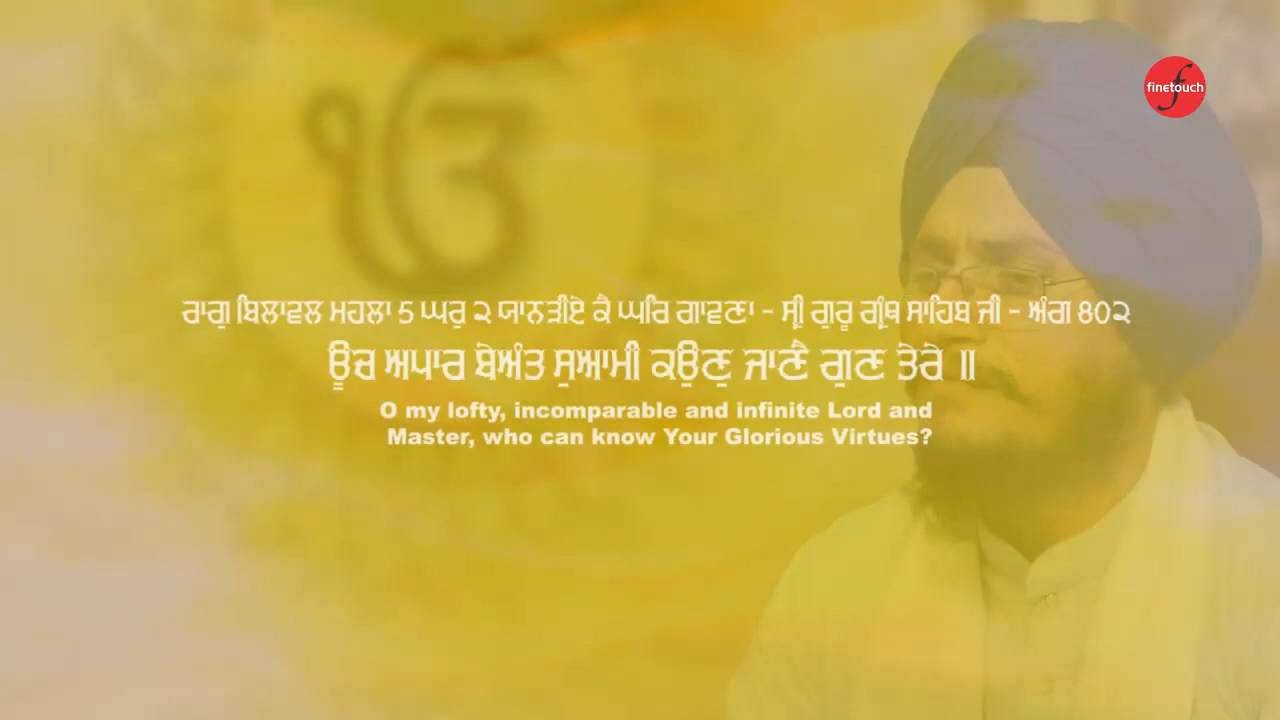 finetouch
ੴ
ਰਾਗੁ ਬਿਲਾਵਲ ਮਹਲਾ 5 ਘਰੁ ੨ ਯਾਨੜੀਏ ਕੈ ਘਰਿ ਗਾਵਣਾ - ਸ੍ਰੀ ਗੁਰੂ ਗ੍ਰੰਥ ਸਾਹਿਬ ਜੀ - ਅੰਗ ੪੦੨
ਊਚ ਅਪਾਰ ਬੇਅੰਤ ਸੁਆਮੀ ਕਉਣੁ ਜਾਣੈ ਗੁਣ ਤੇਰੇ ॥
O my lofty, incomparable and infinite Lord and
Master, who can know Your Glorious Virtues?